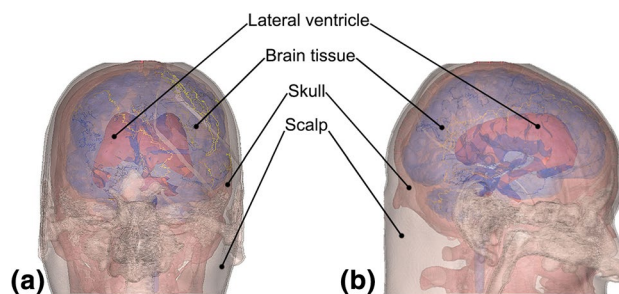 Lateral ventricle
Brain tissue
Skull
Scalp
(a)
(b)